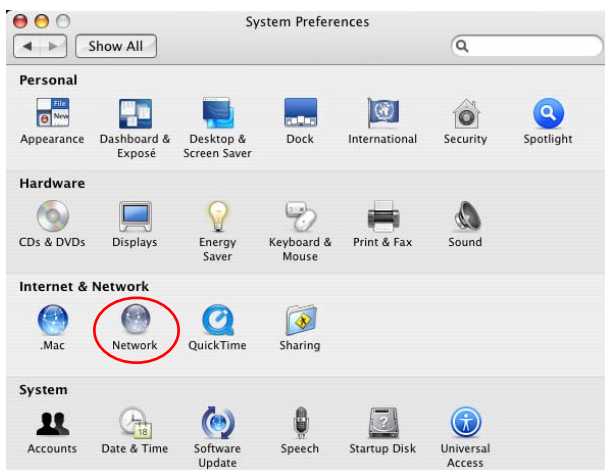 System Preferences
Show All
Personal
File
New
Appearance
Dashboard &
Exposé
Desktop &
Screen Saver
Dock
International
Security
Spotlight
Hardware
CDs & DVDs
Displays
Energy
Saver
Keyboard &
Mouse
Print & Fax
Sound
Internet & Network
.Mac
Network
QuickTime
Sharing
System
18
?
Accounts
Date & Time
Software
Update
Speech
Startup Disk
Universal
Access